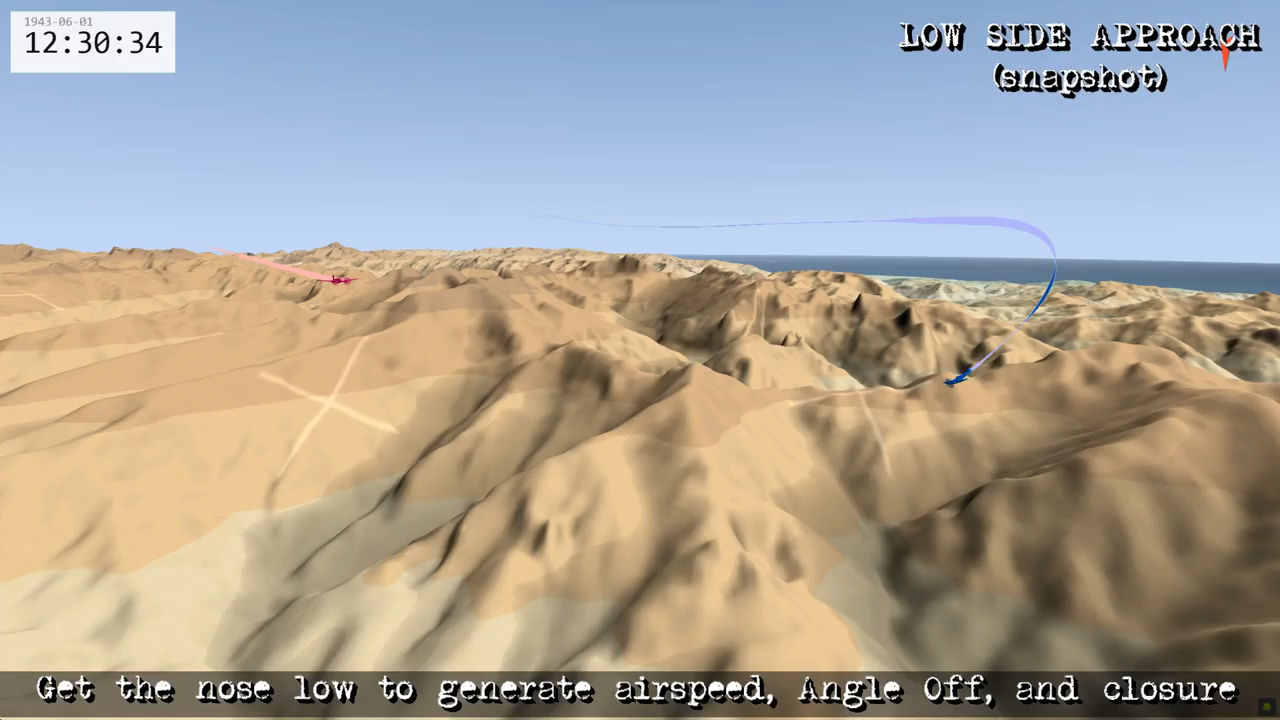 1943-06-01
12:30:34
LOW SIDE APPROACH
(snapshot)
Get the nose low to generate airspeed, Angle Off, and closure